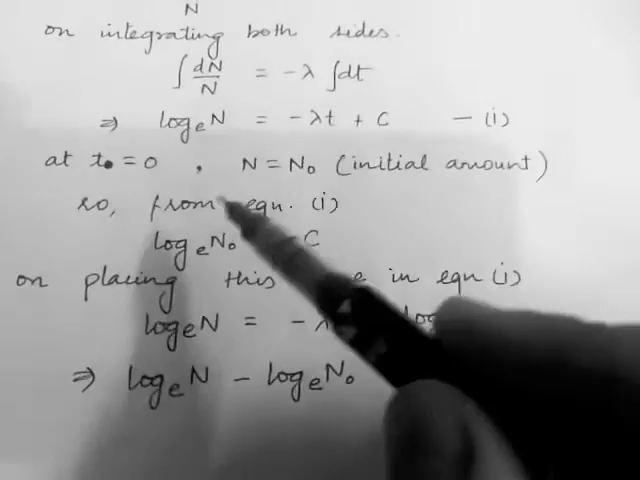 N
on integrating both sides.
∫ dN/N = -λ ∫dt
⇒ logₑN = -λt + C - (i)
at t = 0 , N = N₀ (initial amount)
so, from eqn. (i)
logₑN₀ C
on placing this in eqn (i)
logₑN = -
⇒ logₑN - logₑN₀